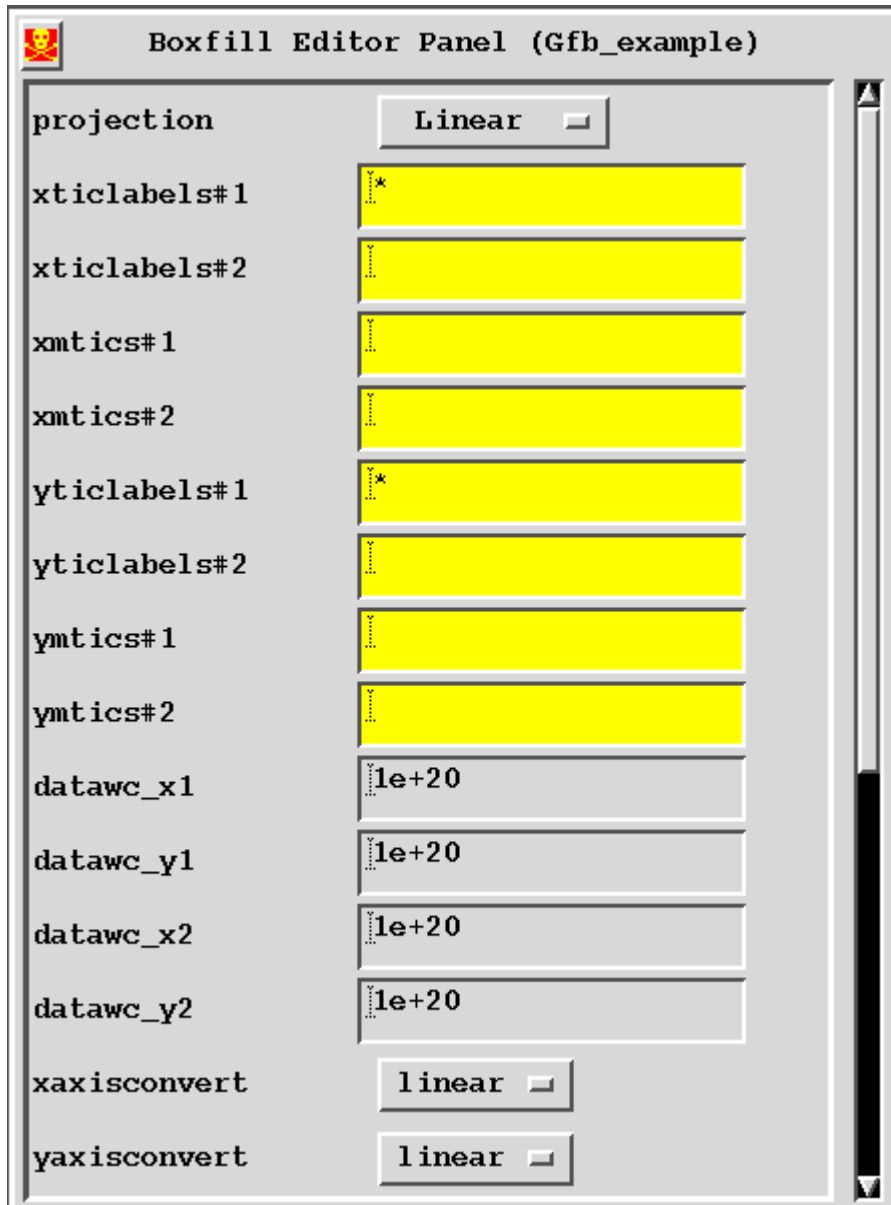 Boxfill Editor Panel (Gfb_example)
projection Linear
xticlabels#1 *
xticlabels#2
xmtics#1
xmtics#2
yticlabels#1 *
yticlabels#2
ymtics#1
ymtics#2
datawc_x1 1e+20
datawc_y1 1e+20
datawc_x2 1e+20
datawc_y2 1e+20
xaxisconvert linear
yaxisconvert linear